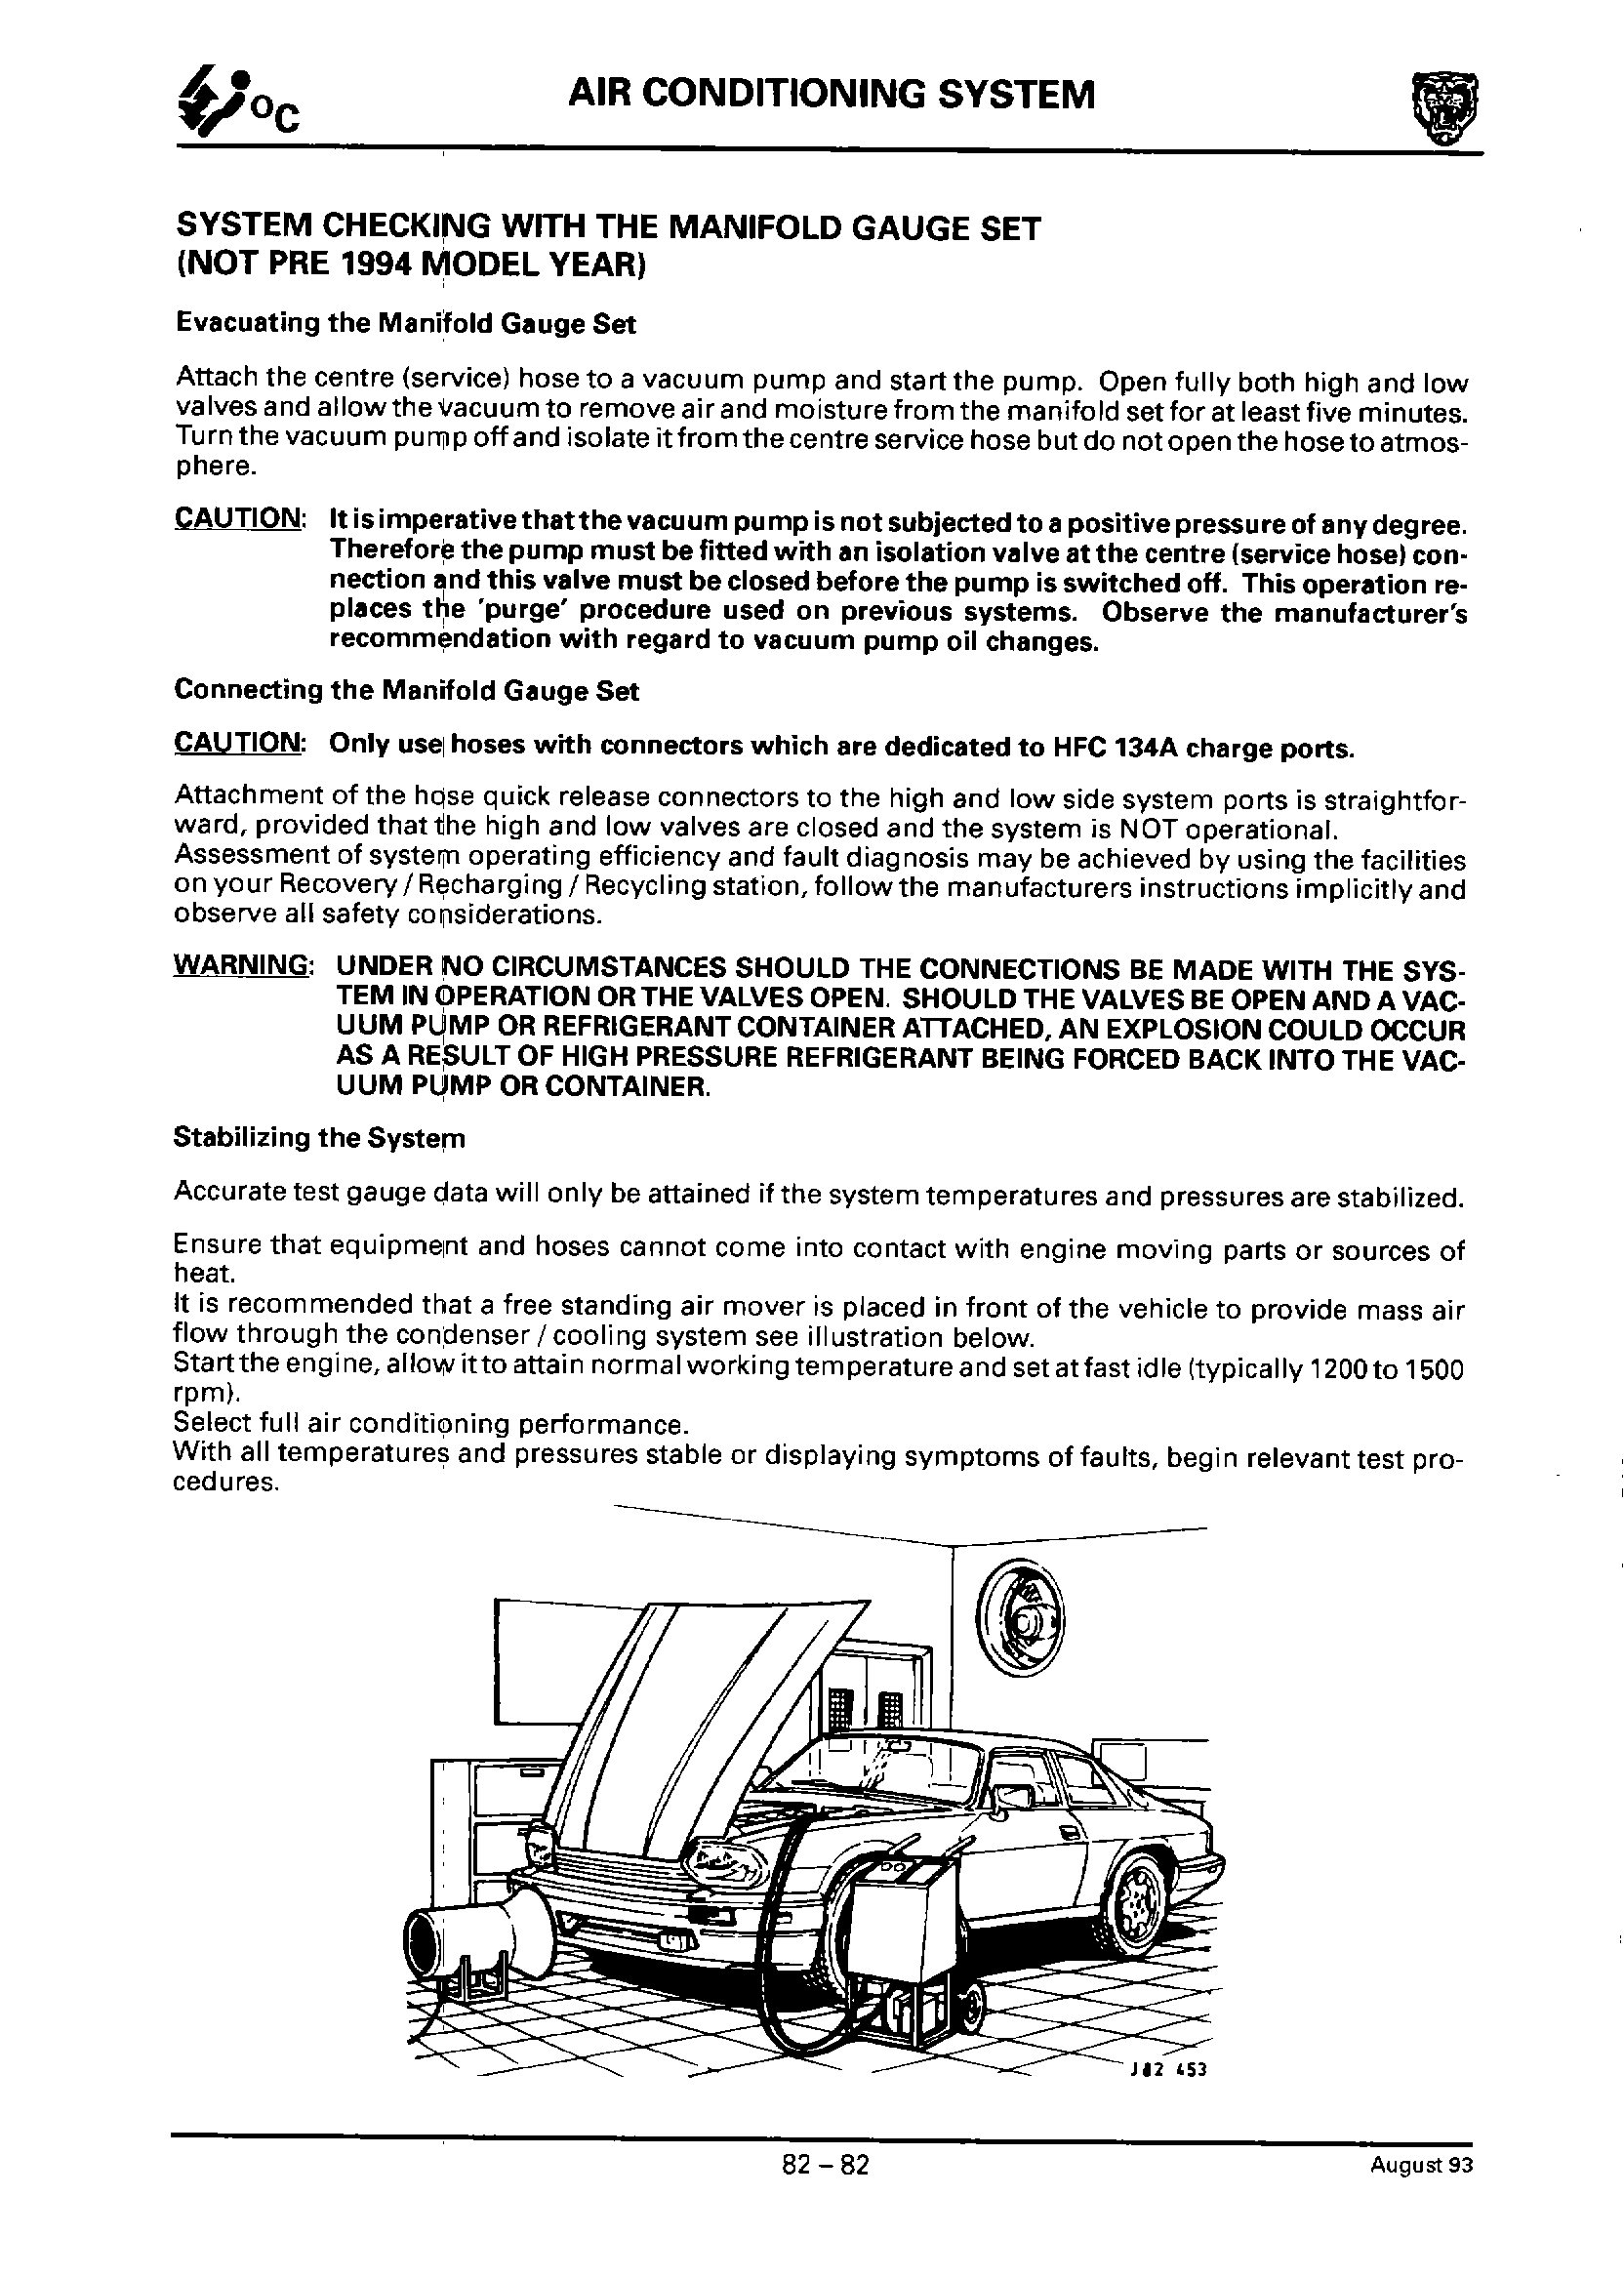 °C
AIR CONDITIONING SYSTEM
SYSTEM CHECKING WITH THE MANIFOLD GAUGE SET
(NOT PRE 1994 MODEL YEAR)
Evacuating the Manifold Gauge Set
Attach the centre (service) hose to a vacuum pump and start the pump. Open fully both high and low
valves and allow the vacuum to remove air and moisture from the manifold set for at least five minutes.
Turn the vacuum pump off and isolate it from the centre service hose but do not open the hose to atmos-
phere.
CAUTION: It is imperative that the vacuum pump is not subjected to a positive pressure of any degree.
Therefore the pump must be fitted with an isolation valve at the centre (service hose) con-
nection and this valve must be closed before the pump is switched off. This operation re-
places the 'purge' procedure used on previous systems. Observe the manufacturer's
recommendation with regard to vacuum pump oil changes.
Connecting the Manifold Gauge Set
CAUTION: Only use hoses with connectors which are dedicated to HFC 134A charge ports.
Attachment of the hose quick release connectors to the high and low side system ports is straightfor-
ward, provided that the high and low valves are closed and the system is NOT operational.
Assessment of system operating efficiency and fault diagnosis may be achieved by using the facilities
on your Recovery / Recharging / Recycling station, follow the manufacturers instructions implicitly and
observe all safety considerations.
WARNING: UNDER NO CIRCUMSTANCES SHOULD THE CONNECTIONS BE MADE WITH THE SYS-
TEM IN OPERATION OR THE VALVES OPEN. SHOULD THE VALVES BE OPEN AND A VAC-
UUM PUMP OR REFRIGERANT CONTAINER ATTACHED, AN EXPLOSION COULD OCCUR
AS A RESULT OF HIGH PRESSURE REFRIGERANT BEING FORCED BACK INTO THE VAC-
UUM PUMP OR CONTAINER.
Stabilizing the System
Accurate test gauge data will only be attained if the system temperatures and pressures are stabilized.
Ensure that equipment and hoses cannot come into contact with engine moving parts or sources of
heat.
It is recommended that a free standing air mover is placed in front of the vehicle to provide mass air
flow through the condenser / cooling system see illustration below.
Start the engine, allow it to attain normal working temperature and set at fast idle (typically 1200 to 1500
rpm).
Select full air conditioning performance.
With all temperatures and pressures stable or displaying symptoms of faults, begin relevant test pro-
cedures.
J82 453
82 – 82
August 93